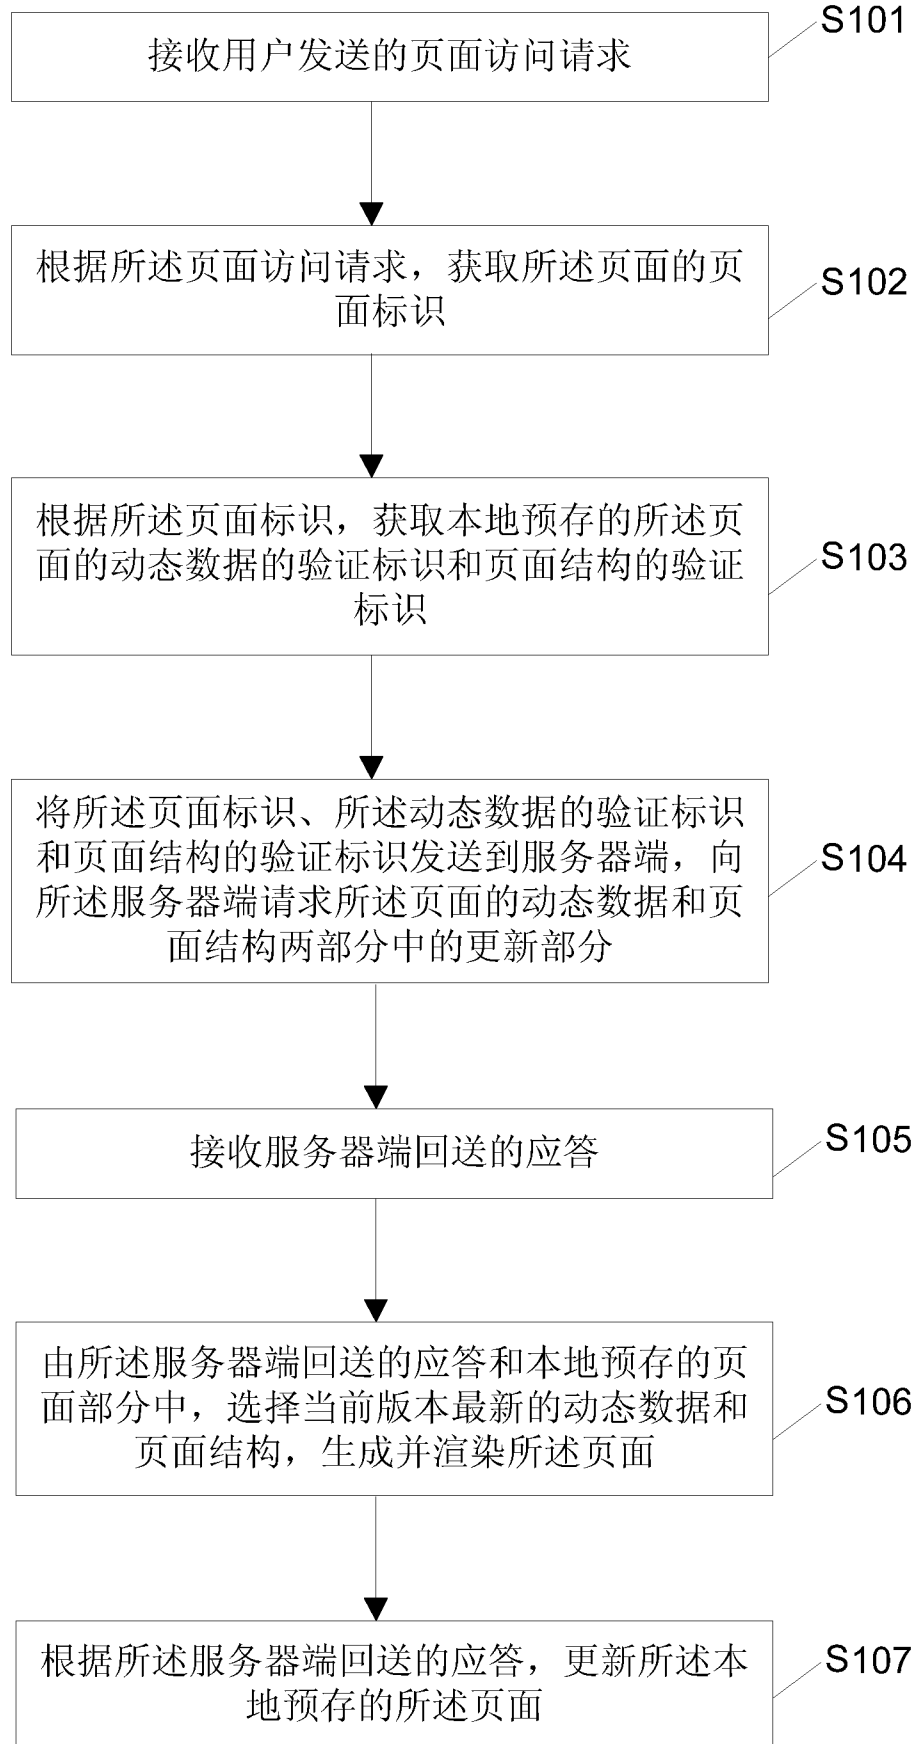 S101
接收用户发送的页面访问请求
根据所述页面访问请求，获取所述页面的页
面标识
S102
根据所述页面标识，获取本地预存的所述页
面的动态数据的验证标识和页面结构的验证
标识
S103
将所述页面标识、所述动态数据的验证标识
和页面结构的验证标识发送到服务器端，向
所述服务器端请求所述页面的动态数据和页
面结构两部分中的更新部分
S104
接收服务器端回送的应答
S105
由所述服务器端回送的应答和本地预存的页
面部分中，选择当前版本最新的动态数据和
页面结构，生成并渲染所述页面
S106
根据所述服务器端回送的应答，更新所述本
地预存的所述页面
S107